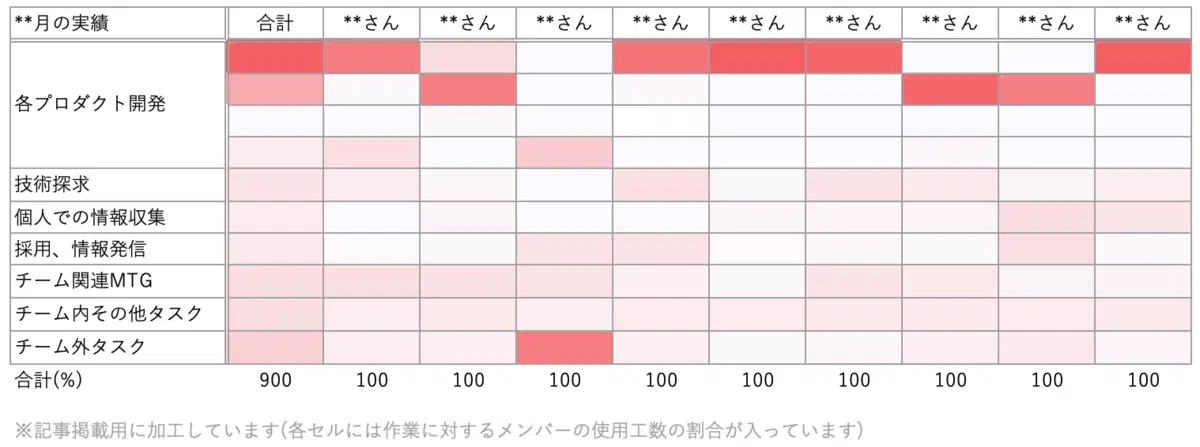 **月の実績 合計 **さん **さん **さん **さん **さん **さん **さん **さん **さん
各プロダクト開発
技術探求
個人での情報収集
採用、情報発信
チーム関連MTG
チーム内その他タスク
チーム外タスク
合計(%) 900 100 100 100 100 100 100 100 100 100
※記事掲載用に加工しています(各セルには作業に対するメンバーの使用工数の割合が入っています)